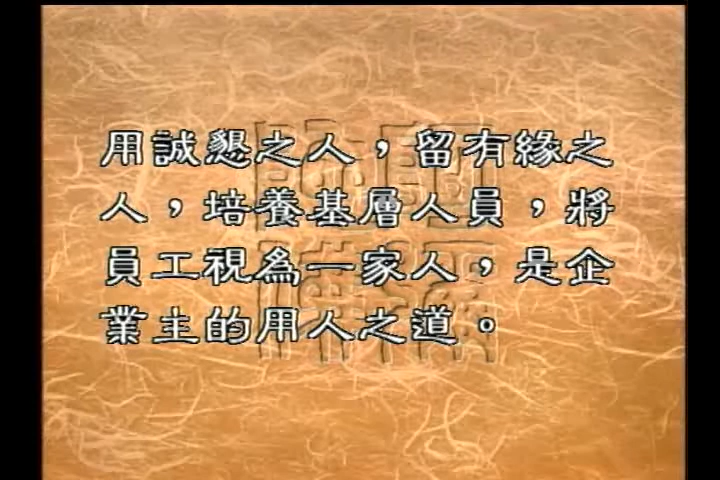 用誠懇之人，留有緣之
人，培養基層人員，將
員工視為一家人，是企
業主的用人之道。